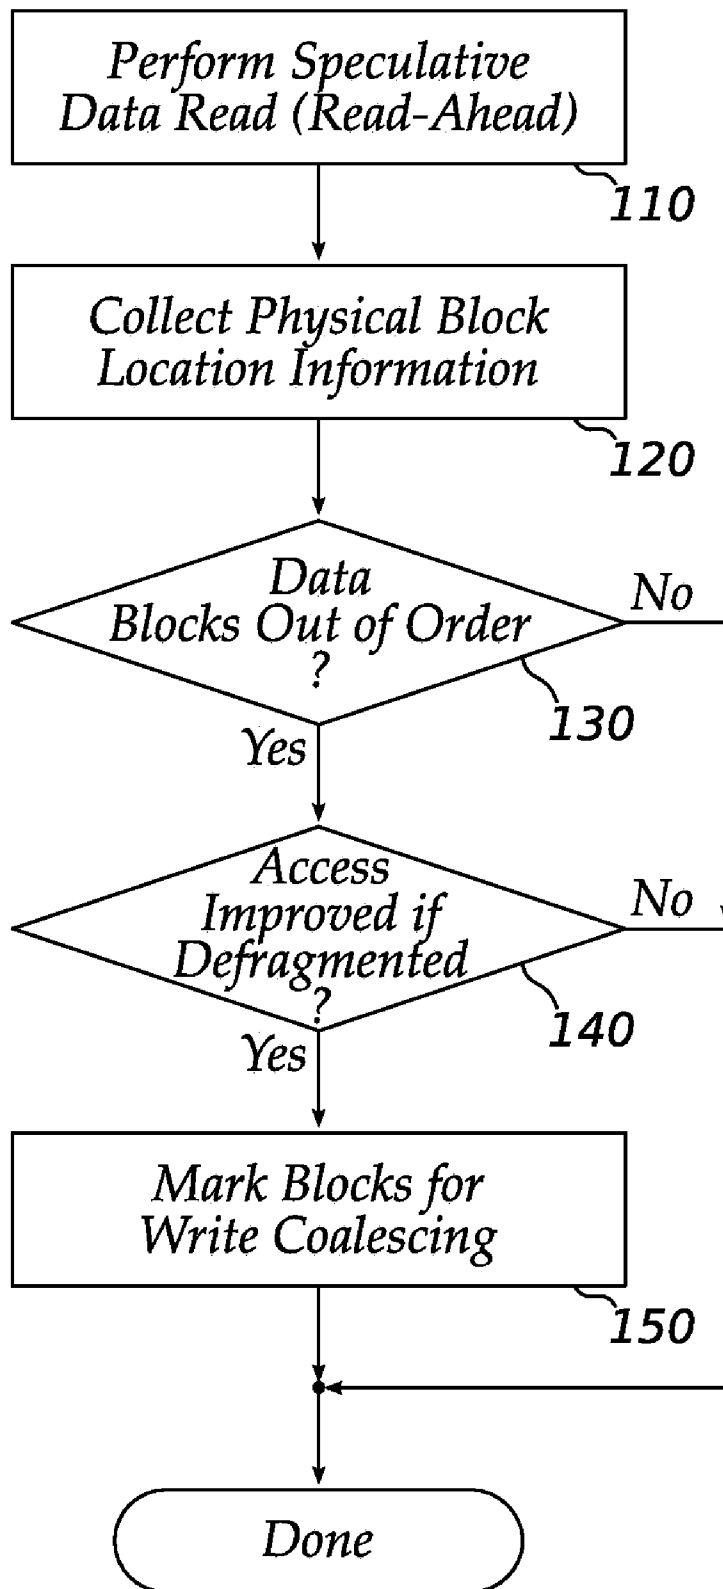 Perform Speculative
Data Read (Read-Ahead)
110
Collect Physical Block
Location Information
120
Data
Blocks Out of Order
?
No
130
Yes
Access
Improved if
Defragmented
?
No
140
Yes
Mark Blocks for
Write Coalescing
150
Done